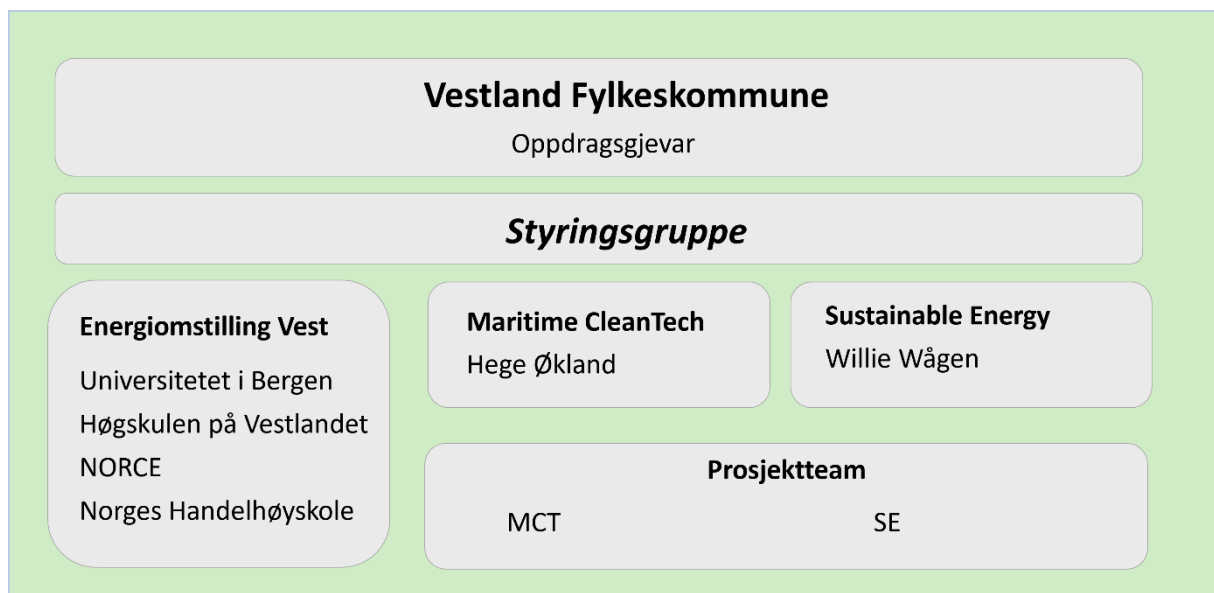 Vestland Fylkeskommune
Oppdragsgjevar
Styringsgruppe
Energiomstilling Vest
Universitetet i Bergen
Høgskulen på Vestlandet
NORCE
Norges Handelhøyskole
Maritime CleanTech
Hege Økland
Sustainable Energy
Willie Wågen
Prosjektteam
MCT SE